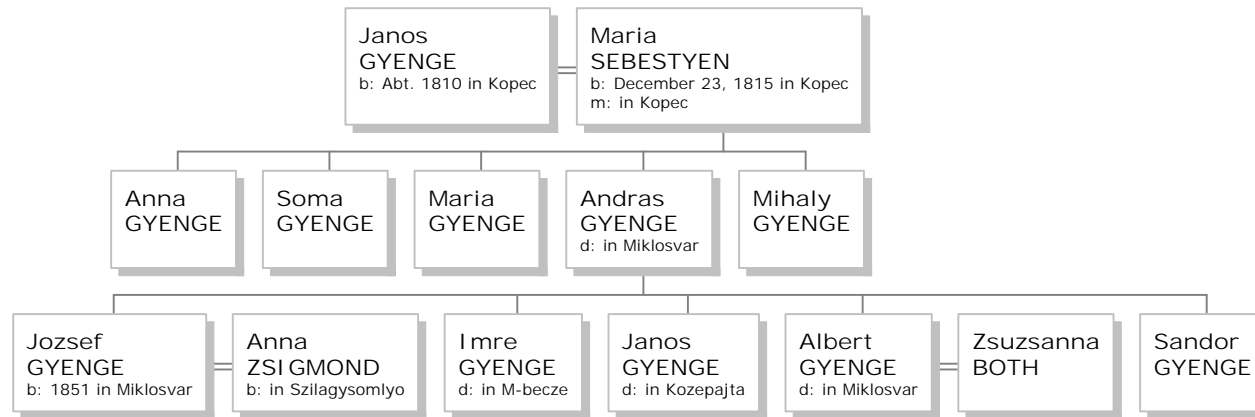 Janos
GYENGE
b: Abt. 1810 in Kopec
Maria
SEBESTYEN
b: December 23, 1815 in Kopec
m: in Kopec
Anna
GYENGE
Soma
GYENGE
Maria
GYENGE
Andras
GYENGE
d: in Miklosvar
Mihaly
GYENGE
Jozsef
GYENGE
b: 1851 in Miklosvar
Anna
ZSIGMOND
b: in Szilagysomlyo
Imre
GYENGE
d: in M-becze
Janos
GYENGE
d: in Kozepajta
Albert
GYENGE
d: in Miklosvar
Zsuzsanna
BOTH
Sandor
GYENGE